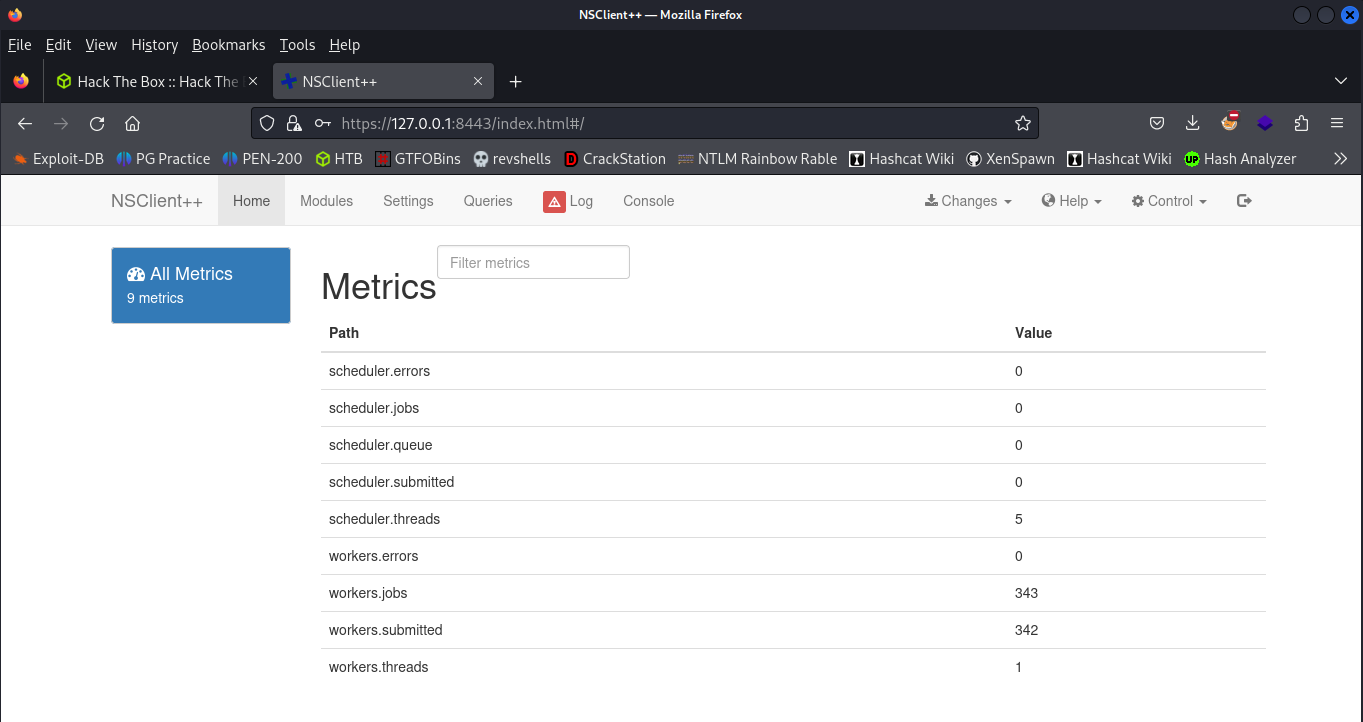 NSClient++ — Mozilla Firefox
File Edit View History Bookmarks Tools Help
Hack The Box :: Hack The
NSClient++
https://127.0.0.1:8443/index.html#/
Exploit-DB PG Practice PEN-200 HTB GTFOBins revshells CrackStation NTLM Rainbow Rable Hashcat Wiki XenSpawn Hashcat Wiki UP Hash Analyzer
NSClient++ Home Modules Settings Queries Log Console Changes Help Control
All Metrics
9 metrics
Filter metrics
Metrics
Path Value
scheduler.errors 0
scheduler.jobs 0
scheduler.queue 0
scheduler.submitted 0
scheduler.threads 5
workers.errors 0
workers.jobs 343
workers.submitted 342
workers.threads 1